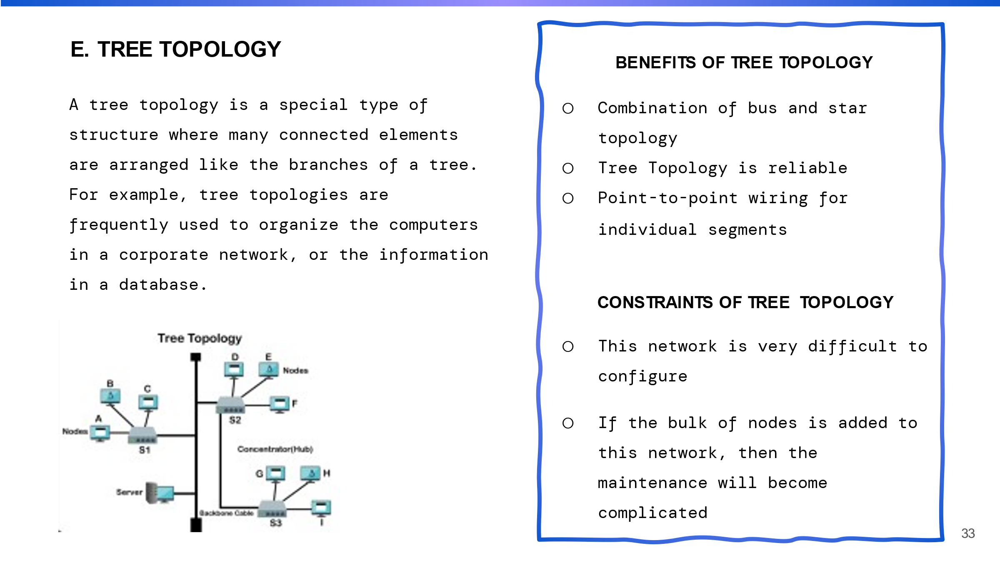 E. TREE TOPOLOGY
A tree topology is a special type of
structure where many connected elements
are arranged like the branches of a tree.
For example, tree topologies are
frequently used to organize the computers
in a corporate network, or the information
in a database.
Tree Topology
D
E
Nodes
B
C
F
A
S2
Nodes
S1
Concentrator(Hub)
G
H
Server
Backbone Cable
S3
I
BENEFITS OF TREE TOPOLOGY
○ Combination of bus and star
topology
○ Tree Topology is reliable
○ Point-to-point wiring for
individual segments
CONSTRAINTS OF TREE TOPOLOGY
○ This network is very difficult to
configure
○ If the bulk of nodes is added to
this network, then the
maintenance will become
complicated
33